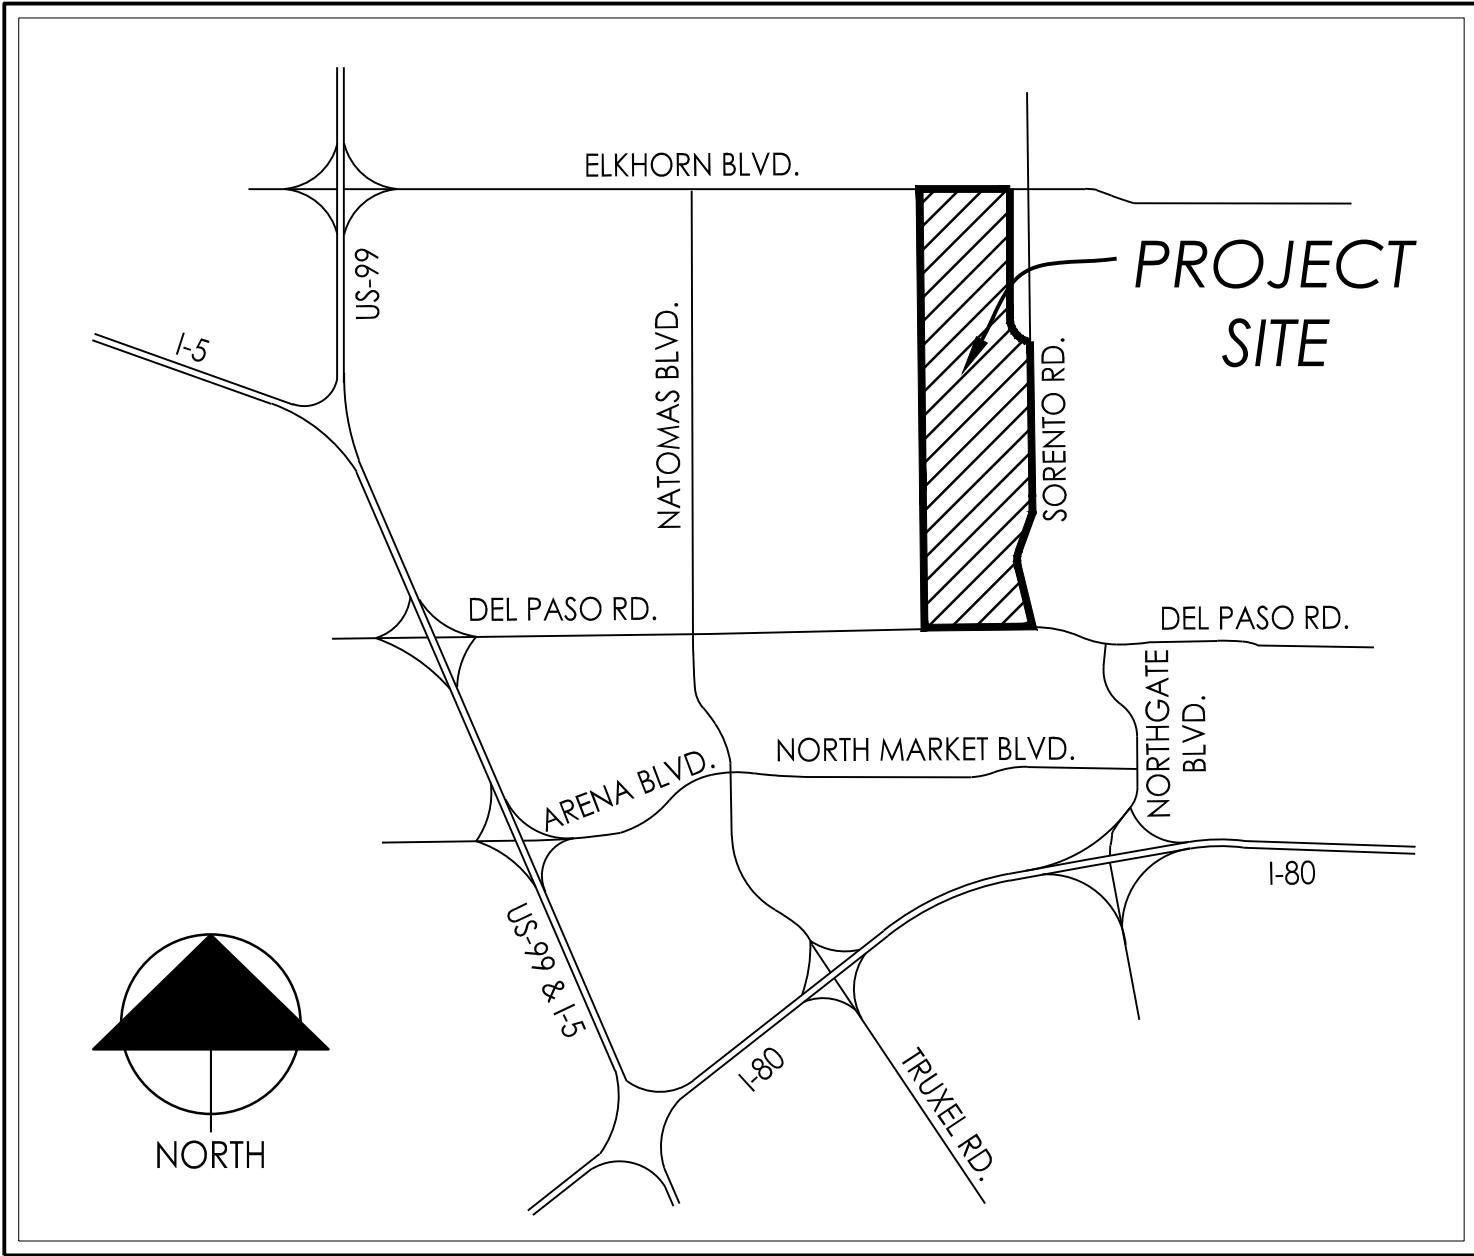 ELKHORN BLVD.
US-99
PROJECT
SITE
I-5
NATOMAS BLVD.
SORENTO RD.
DEL PASO RD.
DEL PASO RD.
NORTHGATE
BLVD.
NORTH MARKET BLVD.
ARENA BLVD.
I-80
US-99 & I-5
I-80
TRUXEL RD.
NORTH